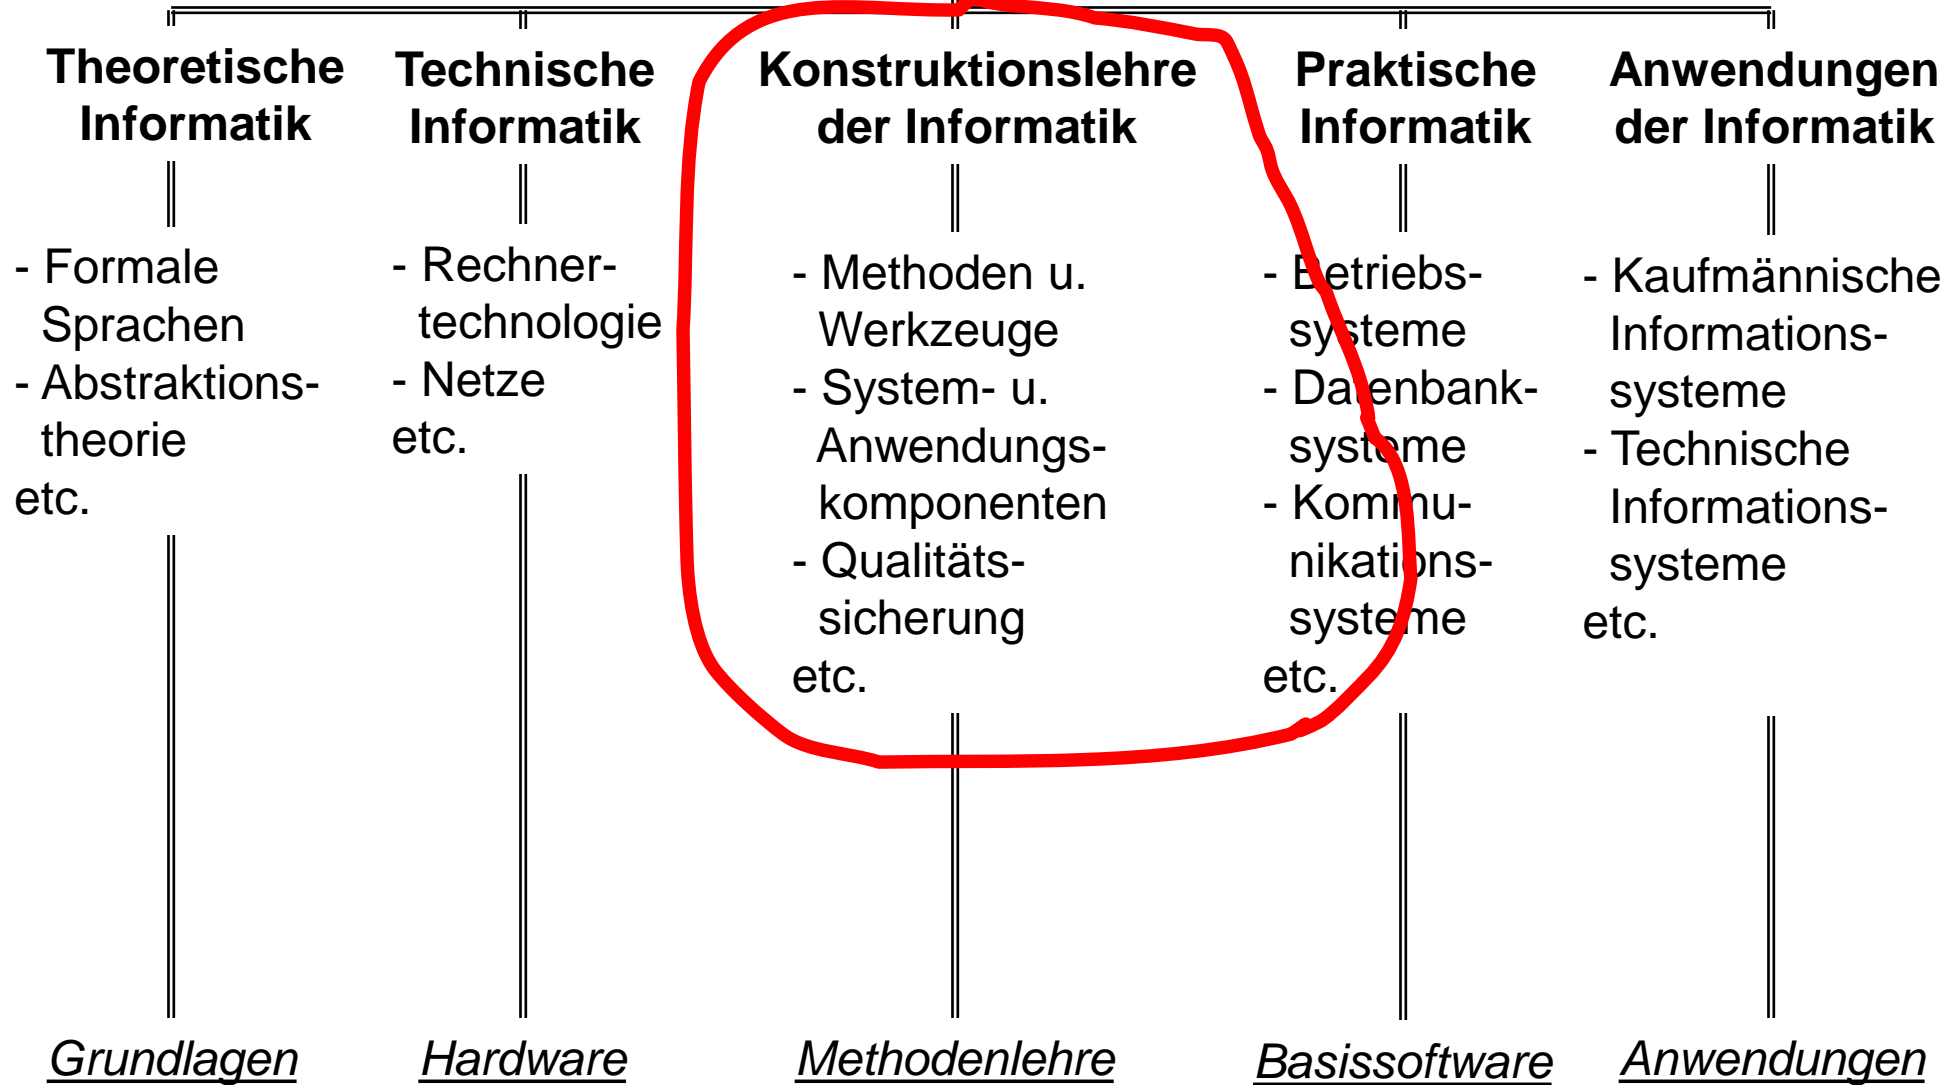 Theoretische
Informatik
- Formale
Sprachen
- Abstraktions-
theorie
etc.
Grundlagen
Technische
Informatik
- Rechner-
technologie
- Netze
etc.
Hardware
Konstruktionslehre
der Informatik
- Methoden u.
Werkzeuge
- System- u.
Anwendungs-
komponenten
- Qualitäts-
sicherung
etc.
Methodenlehre
Praktische
Informatik
- Betriebs-
systeme
- Datenbank-
systeme
- Kommu-
nikations-
systeme
etc.
Basissoftware
Anwendungen
der Informatik
- Kaufmännische
Informations-
systeme
- Technische
Informations-
systeme
etc.
Anwendungen